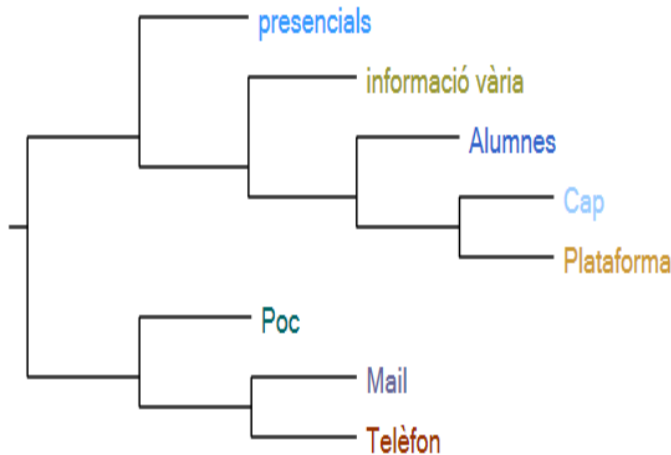 presencials
informació vària
Alumnes
Cap
Plataforma
Poc
Mail
Telèfon